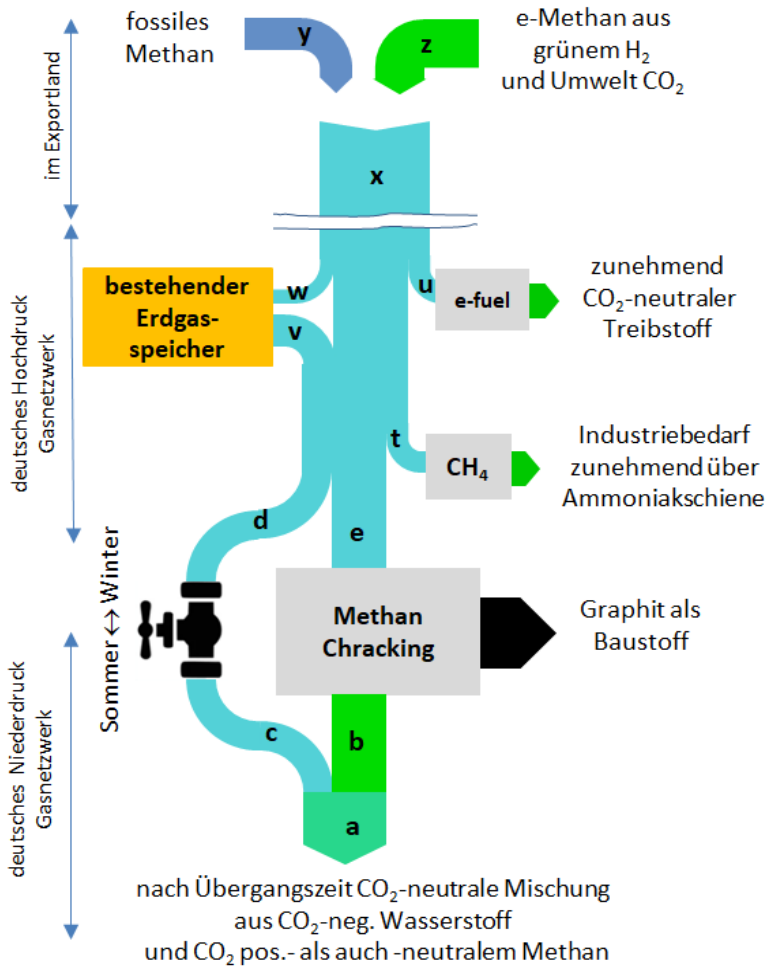 fossiles
Methan
y
z
e-Methan aus
grünem H₂
und Umwelt CO₂
im Exportland
x
bestehender
Erdgas-
speicher
w
v
u
e-fuel
zunehmend
CO₂-neutraler
Treibstoff
deutsches Hochdruck
Gasnetzwerk
t
CH₄
Industriebedarf
zunehmend über
Ammoniakschiene
d
e
Sommer ↔ Winter
Methan
Chracking
Graphit als
Baustoff
deutsches Niederdruck
Gasnetzwerk
c
b
a
nach Übergangszeit CO₂-neutrale Mischung
aus CO₂-neg. Wasserstoff
und CO₂ pos.- als auch -neutralem Methan